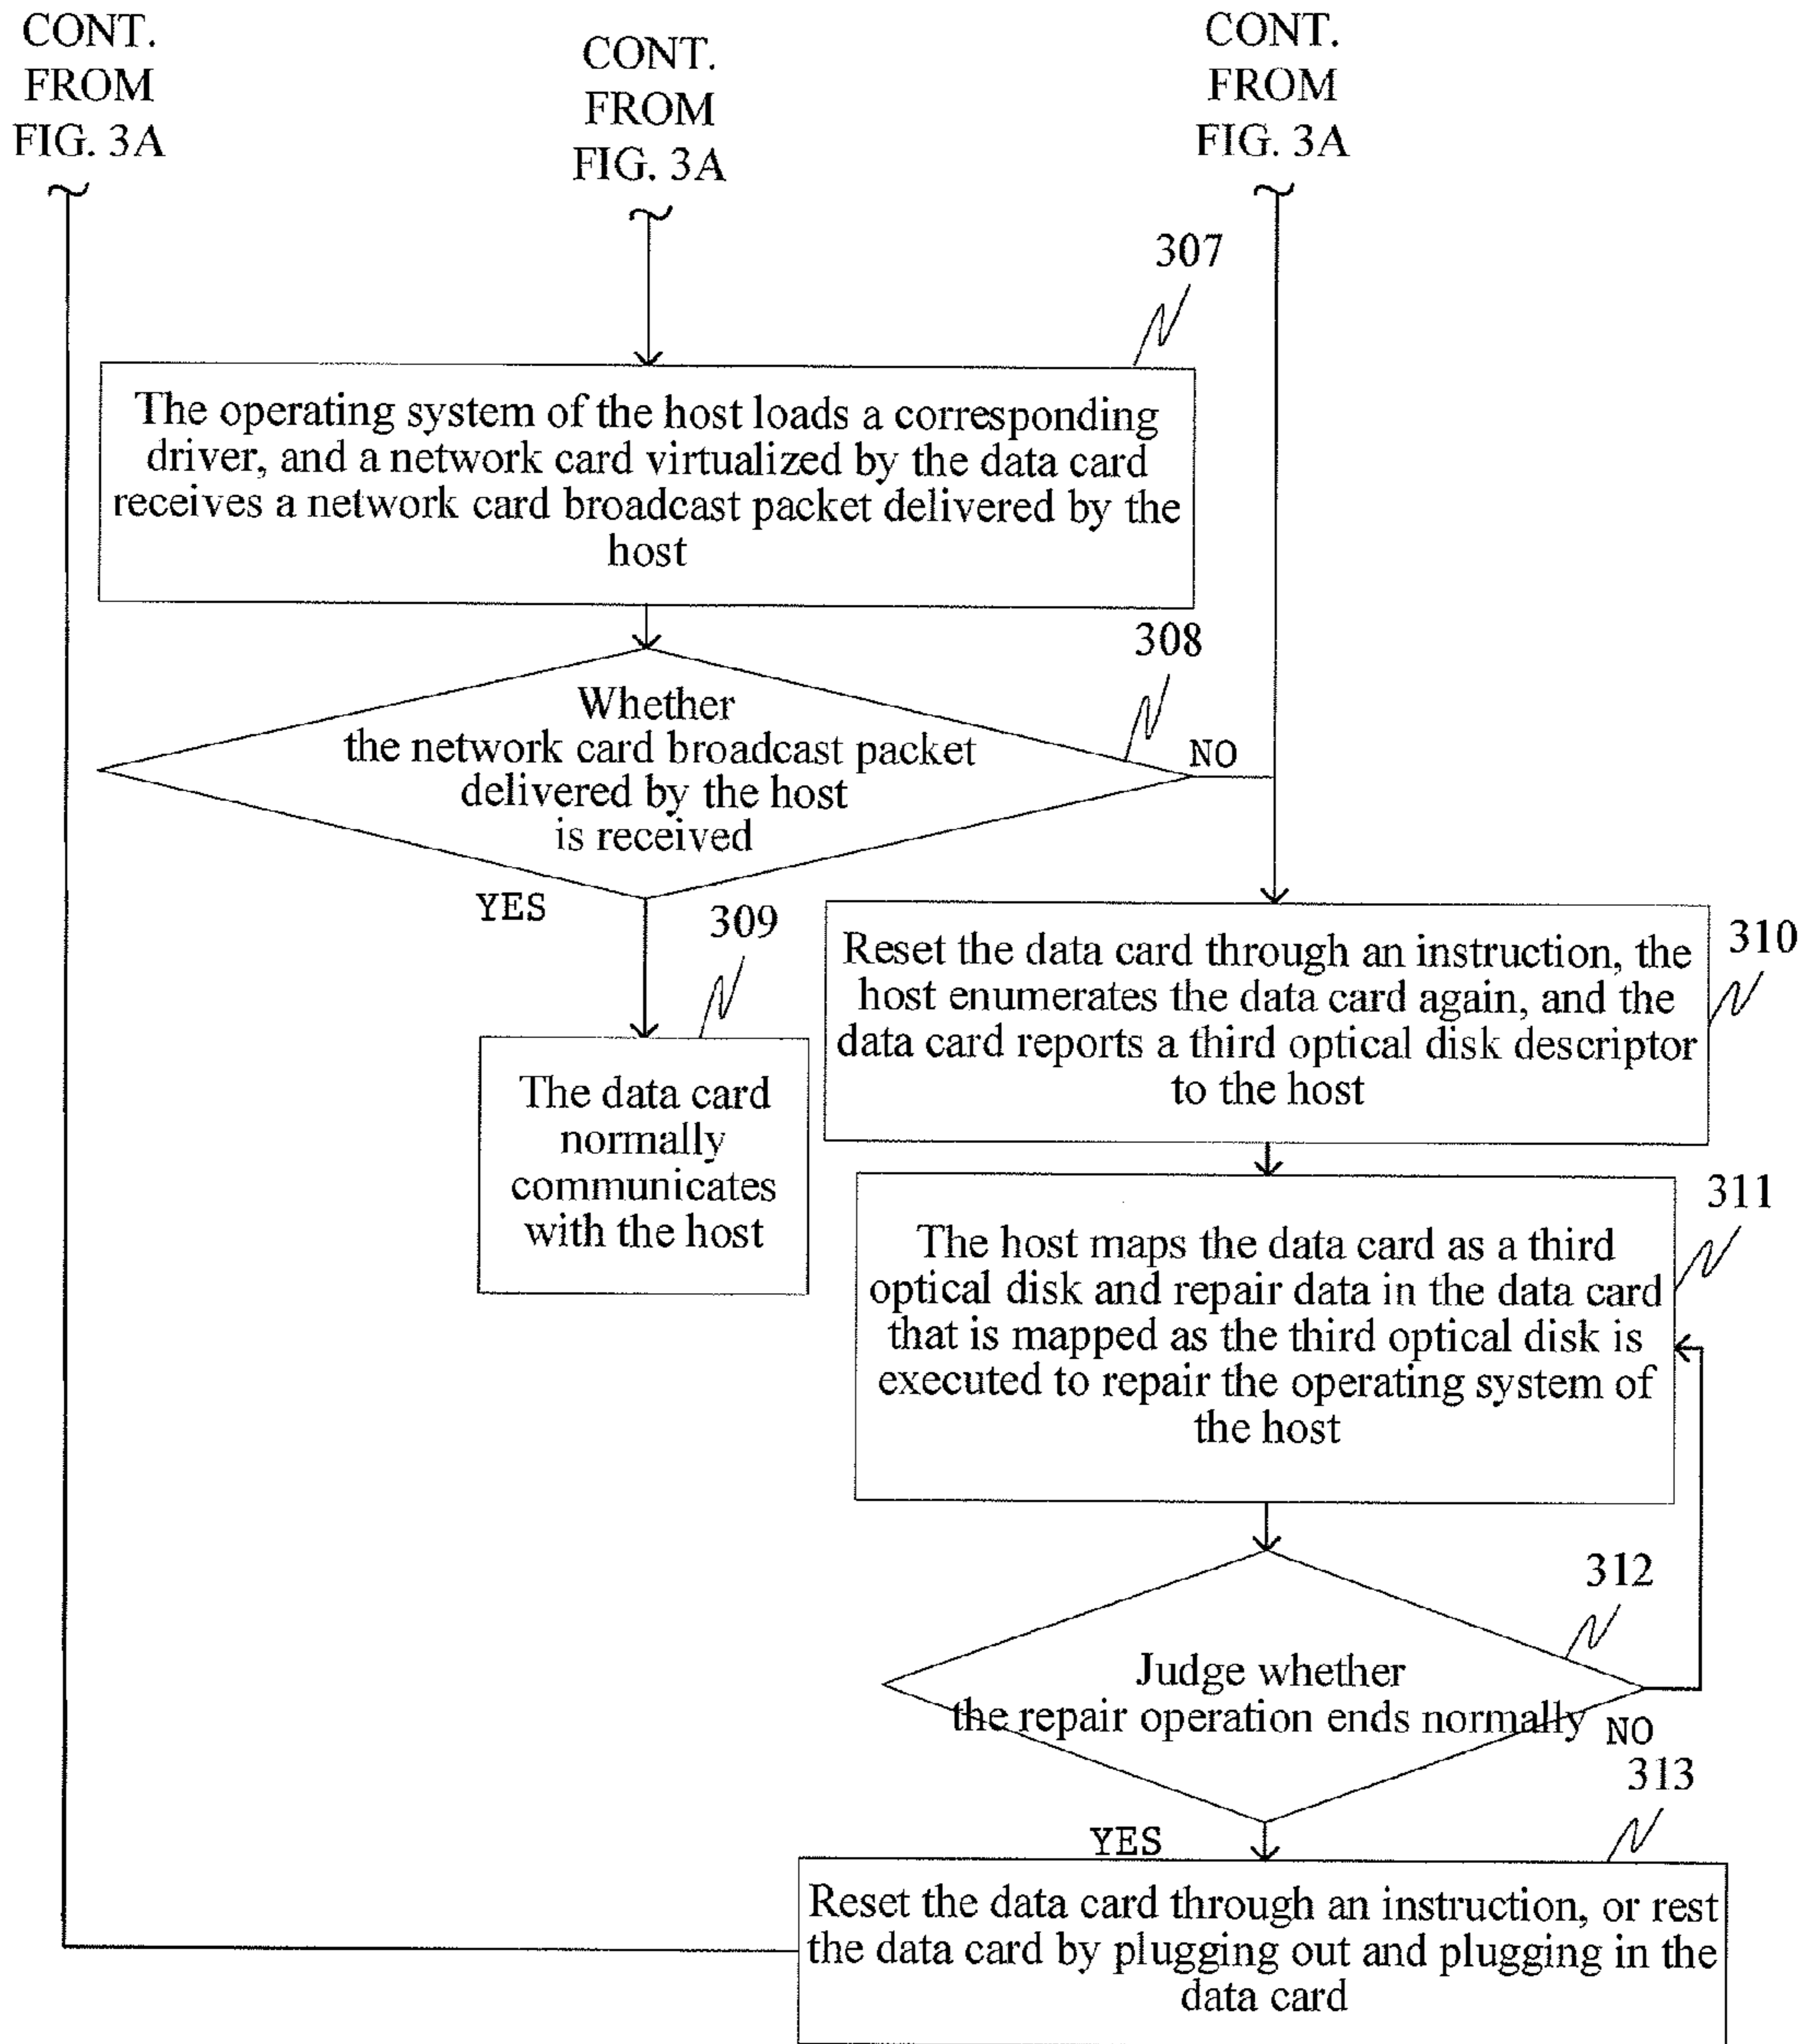 CONT.
FROM
FIG. 3A
CONT.
FROM
FIG. 3A
CONT.
FROM
FIG. 3A
307
The operating system of the host loads a corresponding
driver, and a network card virtualized by the data card
receives a network card broadcast packet delivered by the
host
308
Whether
the network card broadcast packet
delivered by the host
is received
NO
YES
309
The data card
normally
communicates
with the host
310
Reset the data card through an instruction, the
host enumerates the data card again, and the
data card reports a third optical disk descriptor
to the host
311
The host maps the data card as a third
optical disk and repair data in the data card
that is mapped as the third optical disk is
executed to repair the operating system of
the host
312
Judge whether
the repair operation ends normally
NO
YES
313
Reset the data card through an instruction, or rest
the data card by plugging out and plugging in the
data card